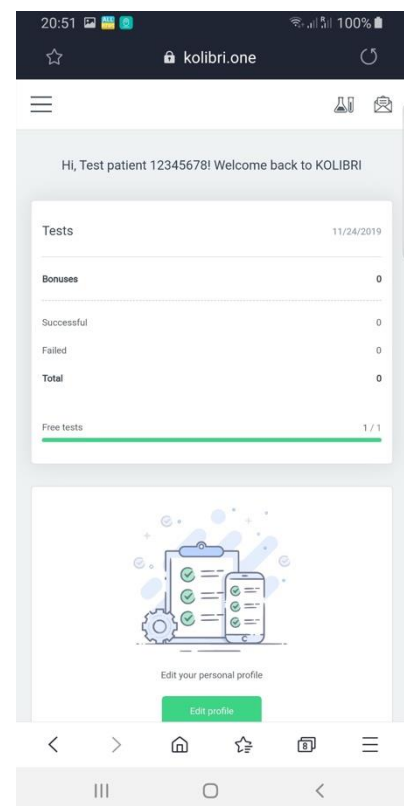 20:51 100%
kolibri.one
Hi, Test patient 12345678! Welcome back to KOLIBRI
Tests 11/24/2019
Bonuses 0
Successful 0
Failed 0
Total 0
Free tests 1 / 1
Edit your personal profile
Edit profile
8